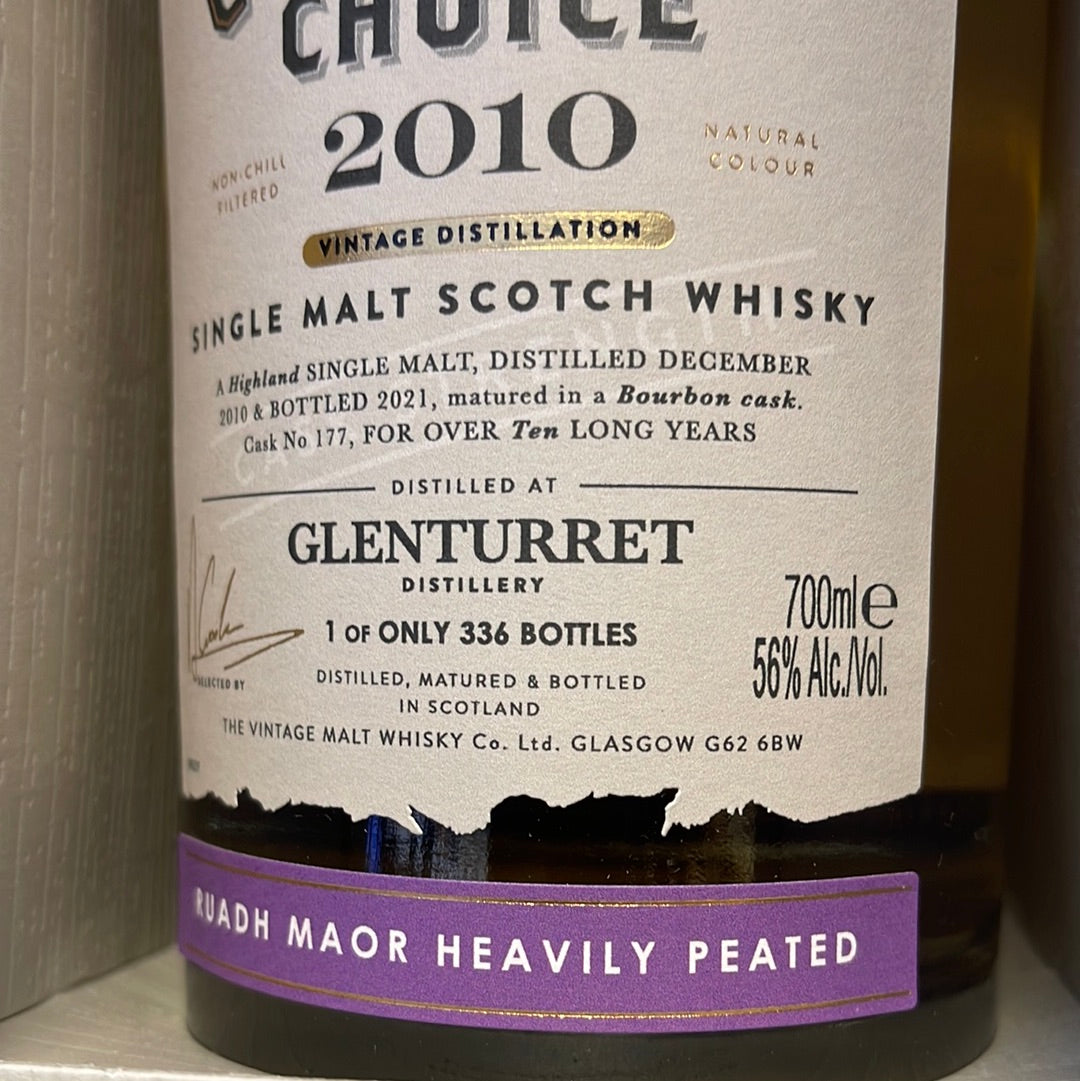 CHOICE
2010
NON-CHILL
FILTERED
NATURAL
COLOUR
VINTAGE DISTILLATION
SINGLE MALT SCOTCH WHISKY
A Highland SINGLE MALT, DISTILLED DECEMBER
2010 & BOTTLED 2021, matured in a Bourbon cask.
Cask No 177, FOR OVER Ten LONG YEARS
DISTILLED AT
GLENTURRET
DISTILLERY
1 OF ONLY 336 BOTTLES
700ml e
56% Alc./Vol.
SELECTED BY
DISTILLED, MATURED & BOTTLED
IN SCOTLAND
THE VINTAGE MALT WHISKY Co. Ltd. GLASGOW G62 6BW
RUADH MAOR HEAVILY PEATED